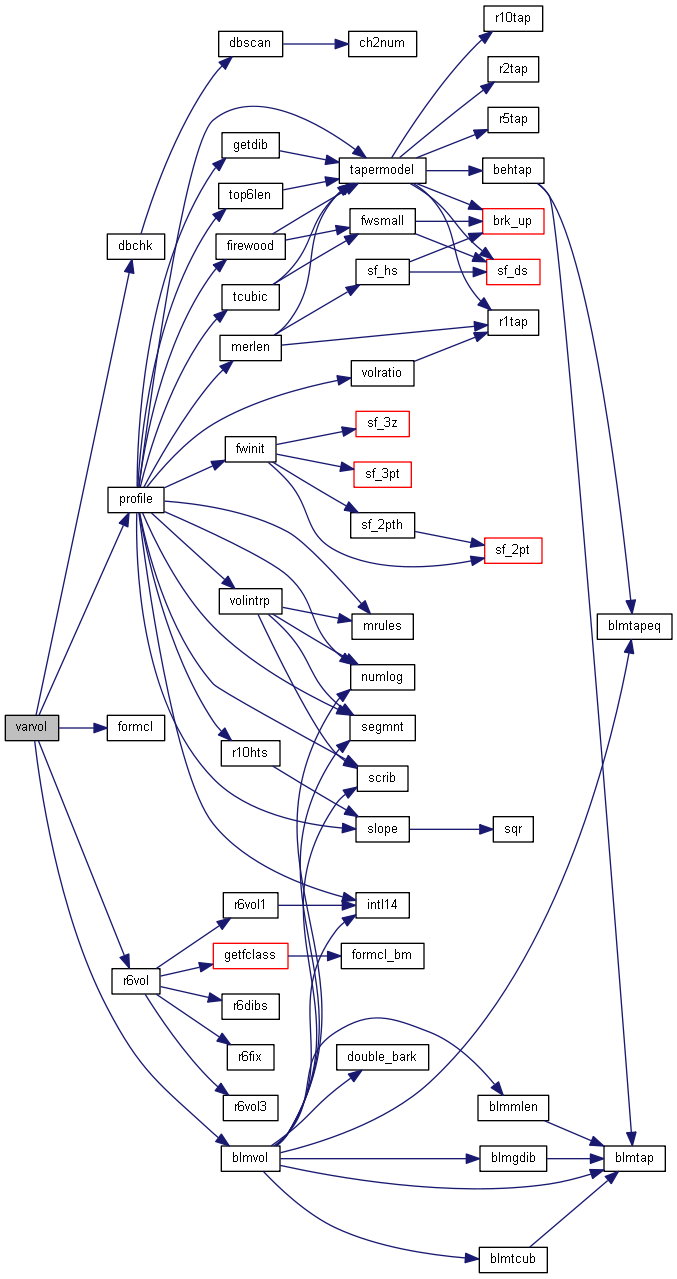 r10tap
dbscan
ch2num
r2tap
r5tap
getdib
tapermodel
behtap
top6len
fwsmall
brk_up
dbchk
firewood
sf_hs
sf_ds
tcubic
r1tap
merlen
volratio
sf_3z
fwinit
sf_3pt
profile
sf_2pth
sf_2pt
volintrp
mrules
blmtapeq
numlog
varvol
formcl
segmnt
r10hts
scrib
slope
sqr
r6vol1
intl14
getfclass
formcl_bm
r6vol
r6dibs
r6fix
double_bark
r6vol3
blmmlen
blmvol
blmgdib
blmtap
blmtcub